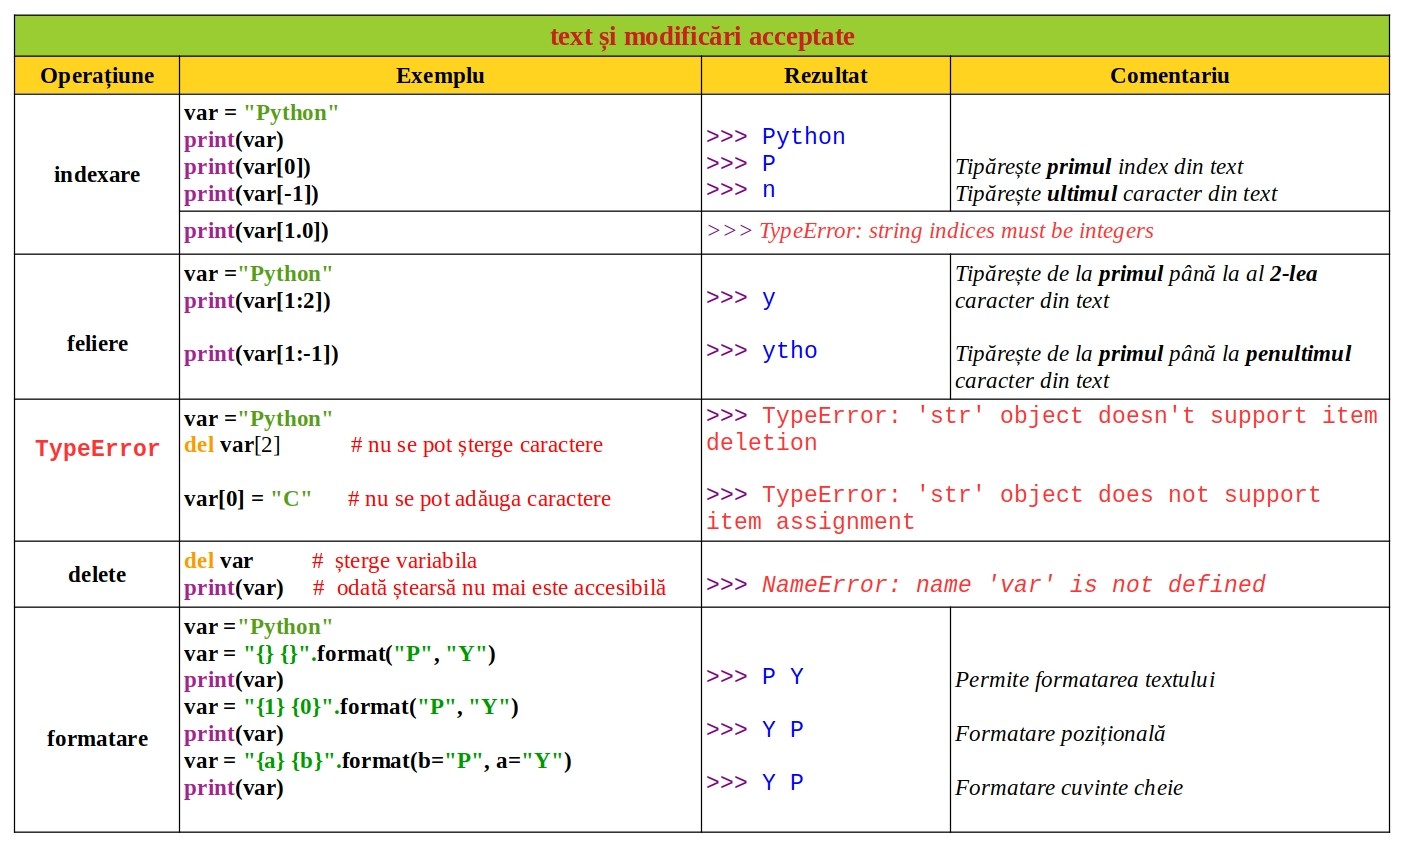 text și modificări acceptate
Operațiune Exemplu Rezultat Comentariu
indexare
var = "Python"
print(var)
print(var[0])
print(var[-1])
>>> Python
>>> P
>>> n
Tipărește primul index din text
Tipărește ultimul caracter din text
print(var[1.0])
>>> TypeError: string indices must be integers
feliere
var ="Python"
print(var[1:2])
print(var[1:-1])
>>> y
>>> ytho
Tipărește de la primul până la al 2-lea
caracter din text
Tipărește de la primul până la penultimul
caracter din text
TypeError
var ="Python"
del var[2] # nu se pot șterge caractere
var[0] = "C" # nu se pot adăuga caractere
>>> TypeError: 'str' object doesn't support item
deletion
>>> TypeError: 'str' object does not support
item assignment
delete
del var # șterge variabila
print(var) # odată ștearsă nu mai este accesibilă
>>> NameError: name 'var' is not defined
formatare
var ="Python"
var = "{} {}".format("P", "Y")
print(var)
var = "{1} {0}".format("P", "Y")
print(var)
var = "{a} {b}".format(b="P", a="Y")
print(var)
>>> P Y
>>> Y P
>>> Y P
Permite formatarea textului
Formatare pozițională
Formatare cuvinte cheie